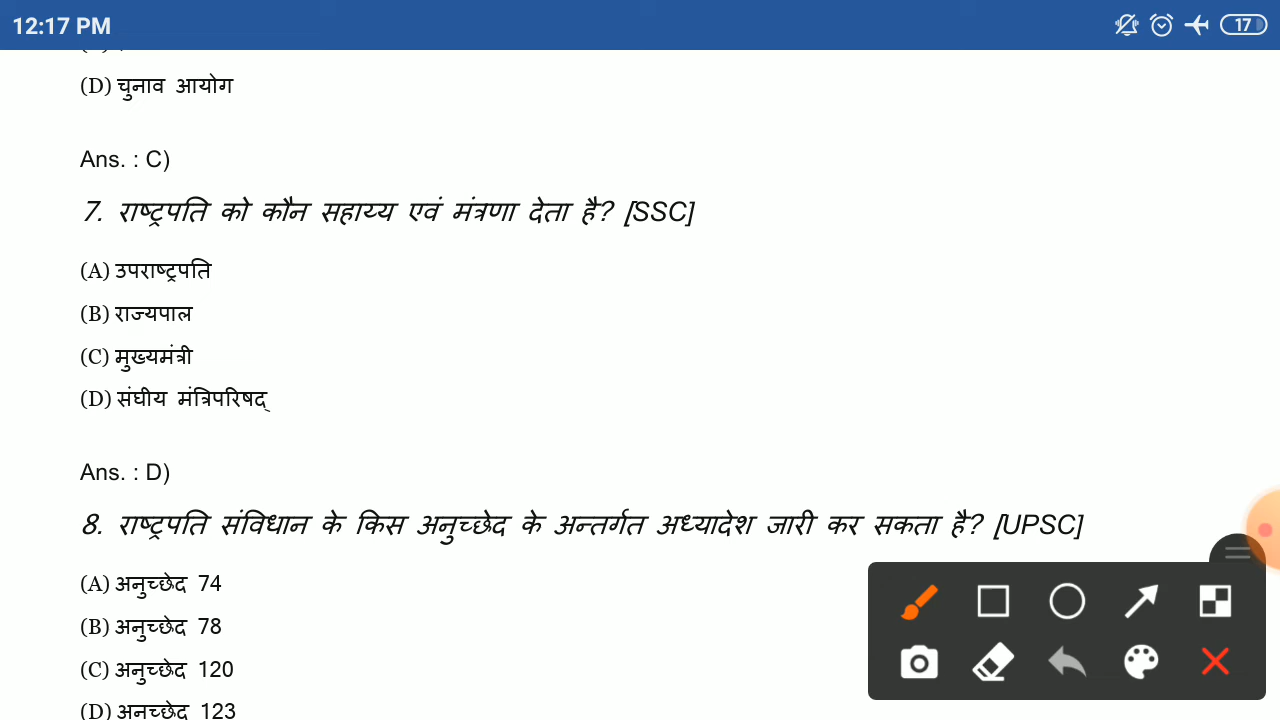 12:17 PM
17
(D) चुनाव आयोग
Ans. : C)
7. राष्ट्रपति को कौन सहाय्य एवं मंत्रणा देता है? [SSC]
(A) उपराष्ट्रपति
(B) राज्यपाल
(C) मुख्यमंत्री
(D) संघीय मंत्रिपरिषद्
Ans. : D)
8. राष्ट्रपति संविधान के किस अनुच्छेद के अन्तर्गत अध्यादेश जारी कर सकता है? [UPSC]
(A) अनुच्छेद 74
(B) अनुच्छेद 78
(C) अनुच्छेद 120
(D) अनुच्छेद 123